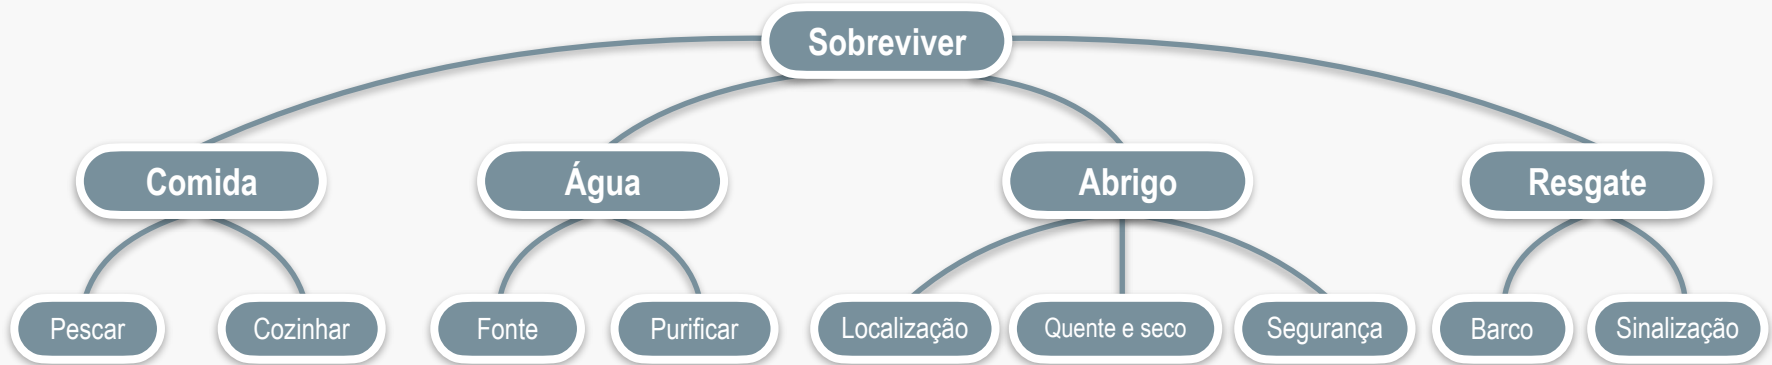 Sobreviver
Comida
Água
Abrigo
Resgate
Pescar
Cozinhar
Fonte
Purificar
Localização
Quente e seco
Segurança
Barco
Sinalização